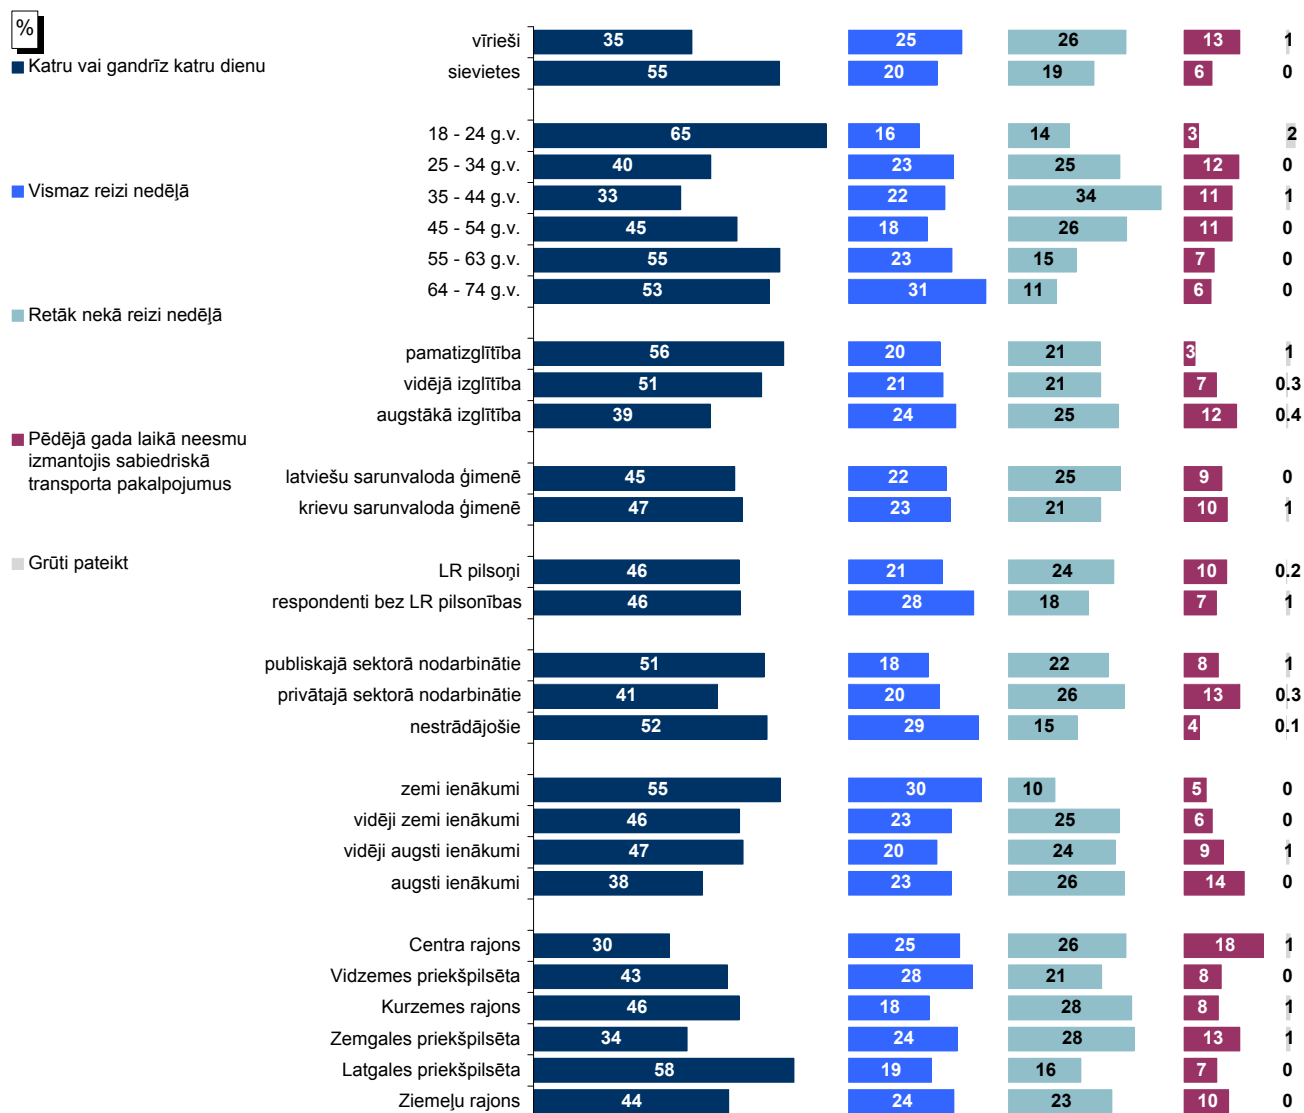 %
Katru vai gandrīz katru dienu
Vismaz reizi nedēļā
Retāk nekā reizi nedēļā
Pēdējā gada laikā neesmu
izmantojis sabiedriskā
transporta pakalpojumus
Grūti pateikt
vīrieši 35 25 26 13 1
sievietes 55 20 19 6 0
18 - 24 g.v. 65 16 14 3 2
25 - 34 g.v. 40 23 25 12 0
35 - 44 g.v. 33 22 34 11 1
45 - 54 g.v. 45 18 26 11 0
55 - 63 g.v. 55 23 15 7 0
64 - 74 g.v. 53 31 11 6 0
pamatizglītība 56 20 21 3 1
vidējā izglītība 51 21 21 7 0.3
augstākā izglītība 39 24 25 12 0.4
latviešu sarunvaloda ģimenē 45 22 25 9 0
krievu sarunvaloda ģimenē 47 23 21 10 1
LR pilsoņi 46 21 24 10 0.2
respondenti bez LR pilsonības 46 28 18 7 1
publiskajā sektorā nodarbinātie 51 18 22 8 1
privātajā sektorā nodarbinātie 41 20 26 13 0.3
nestrādājošie 52 29 15 4 0.1
zemi ienākumi 55 30 10 5 0
vidēji zemi ienākumi 46 23 25 6 0
vidēji augsti ienākumi 47 20 24 9 1
augsti ienākumi 38 23 26 14 0
Centra rajons 30 25 26 18 1
Vidzemes priekšpilsēta 43 28 21 8 0
Kurzemes rajons 46 18 28 8 1
Zemgales priekšpilsēta 34 24 28 13 1
Latgales priekšpilsēta 58 19 16 7 0
Ziemeļu rajons 44 24 23 10 0